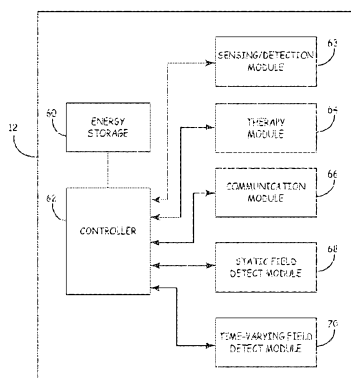 63
SENSING/DETECTION
MODULE
60
ENERGY
STORAGE
64
THERAPY
MODULE
12
62
CONTROLLER
66
COMMUNICATION
MODULE
68
STATIC FIELD
DETECT MODULE
70
TIME-VARYING FIELD
DETECT MODULE